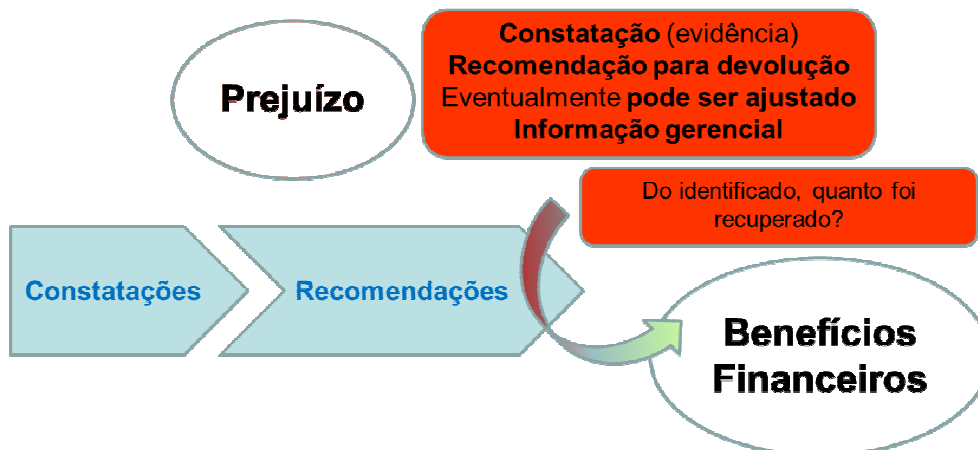 Prejuízo
Constatação (evidência)
Recomendação para devolução
Eventualmente pode ser ajustado
Informação gerencial
Do identificado, quanto foi
recuperado?
Constatações
Recomendações
Benefícios
Financeiros